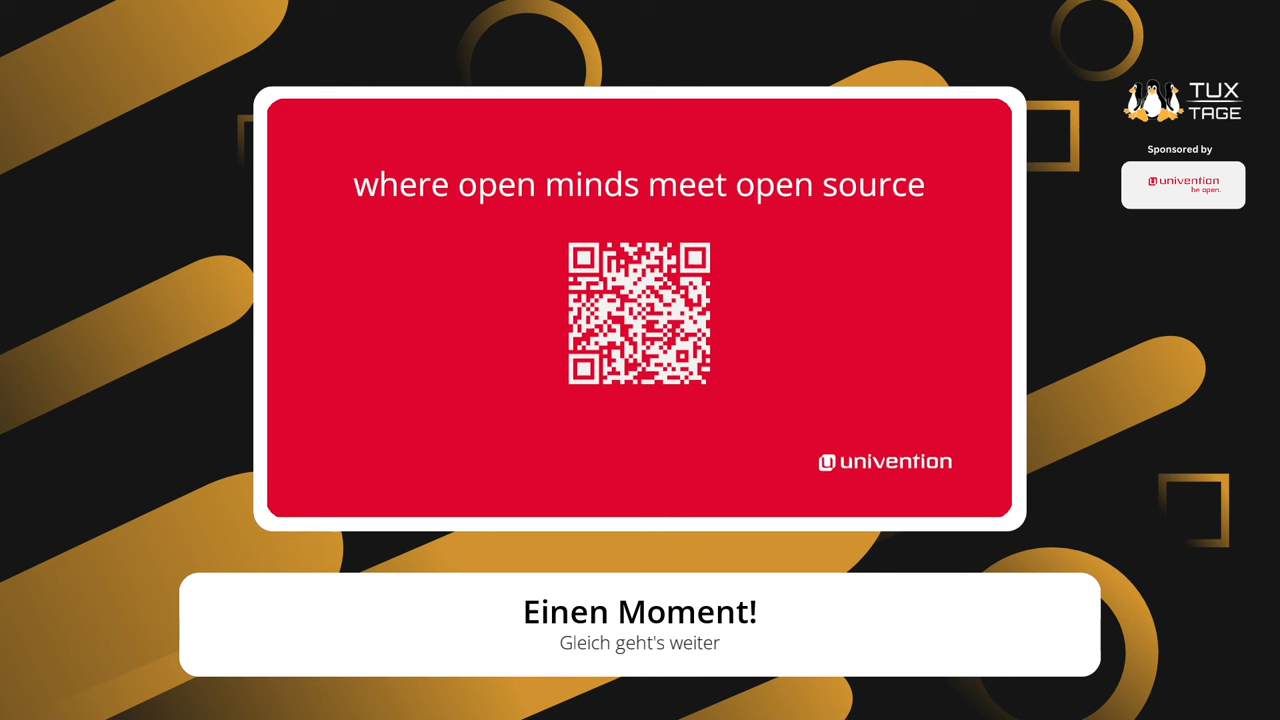 where open minds meet open source
univention
TUX
TAGE
Sponsored by
univention
be open.
Einen Moment!
Gleich geht's weiter